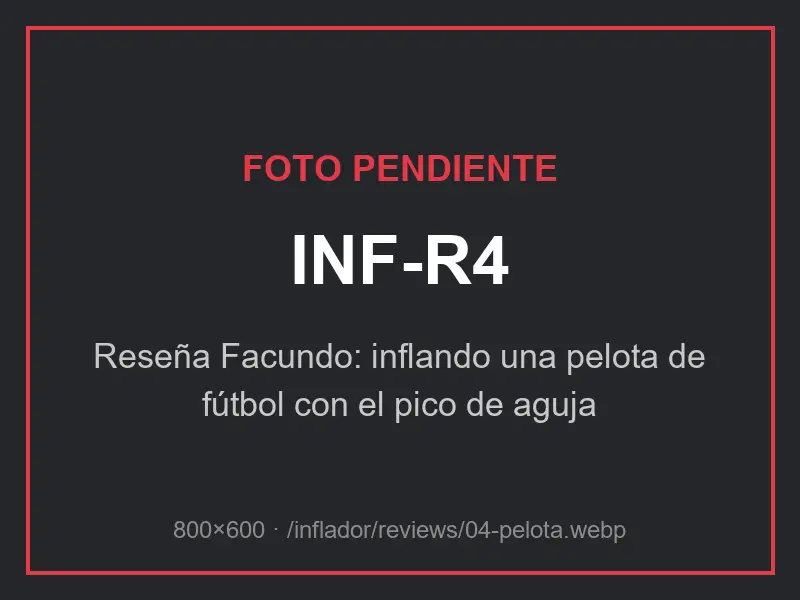 FOTO PENDIENTE
INF-R4
Reseña Facundo: inflando una pelota de
fútbol con el pico de aguja
800×600 · /inflador/reviews/04-pelota.webp